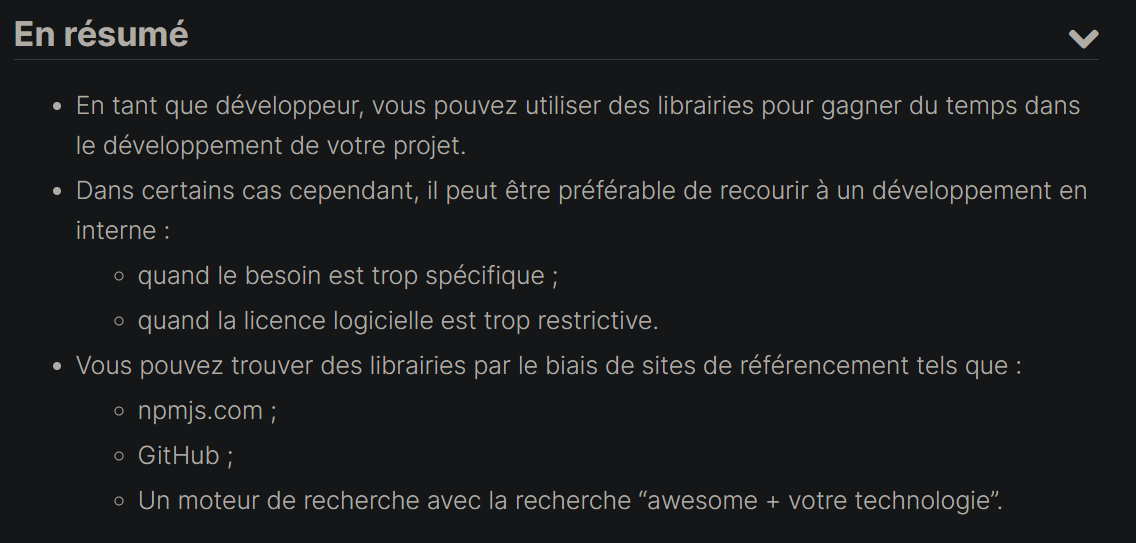 En résumé
• En tant que développeur, vous pouvez utiliser des librairies pour gagner du temps dans
le développement de votre projet.
• Dans certains cas cependant, il peut être préférable de recourir à un développement en
interne :
◦ quand le besoin est trop spécifique ;
◦ quand la licence logicielle est trop restrictive.
• Vous pouvez trouver des librairies par le biais de sites de référencement tels que :
◦ npmjs.com ;
◦ GitHub ;
◦ Un moteur de recherche avec la recherche “awesome + votre technologie”.